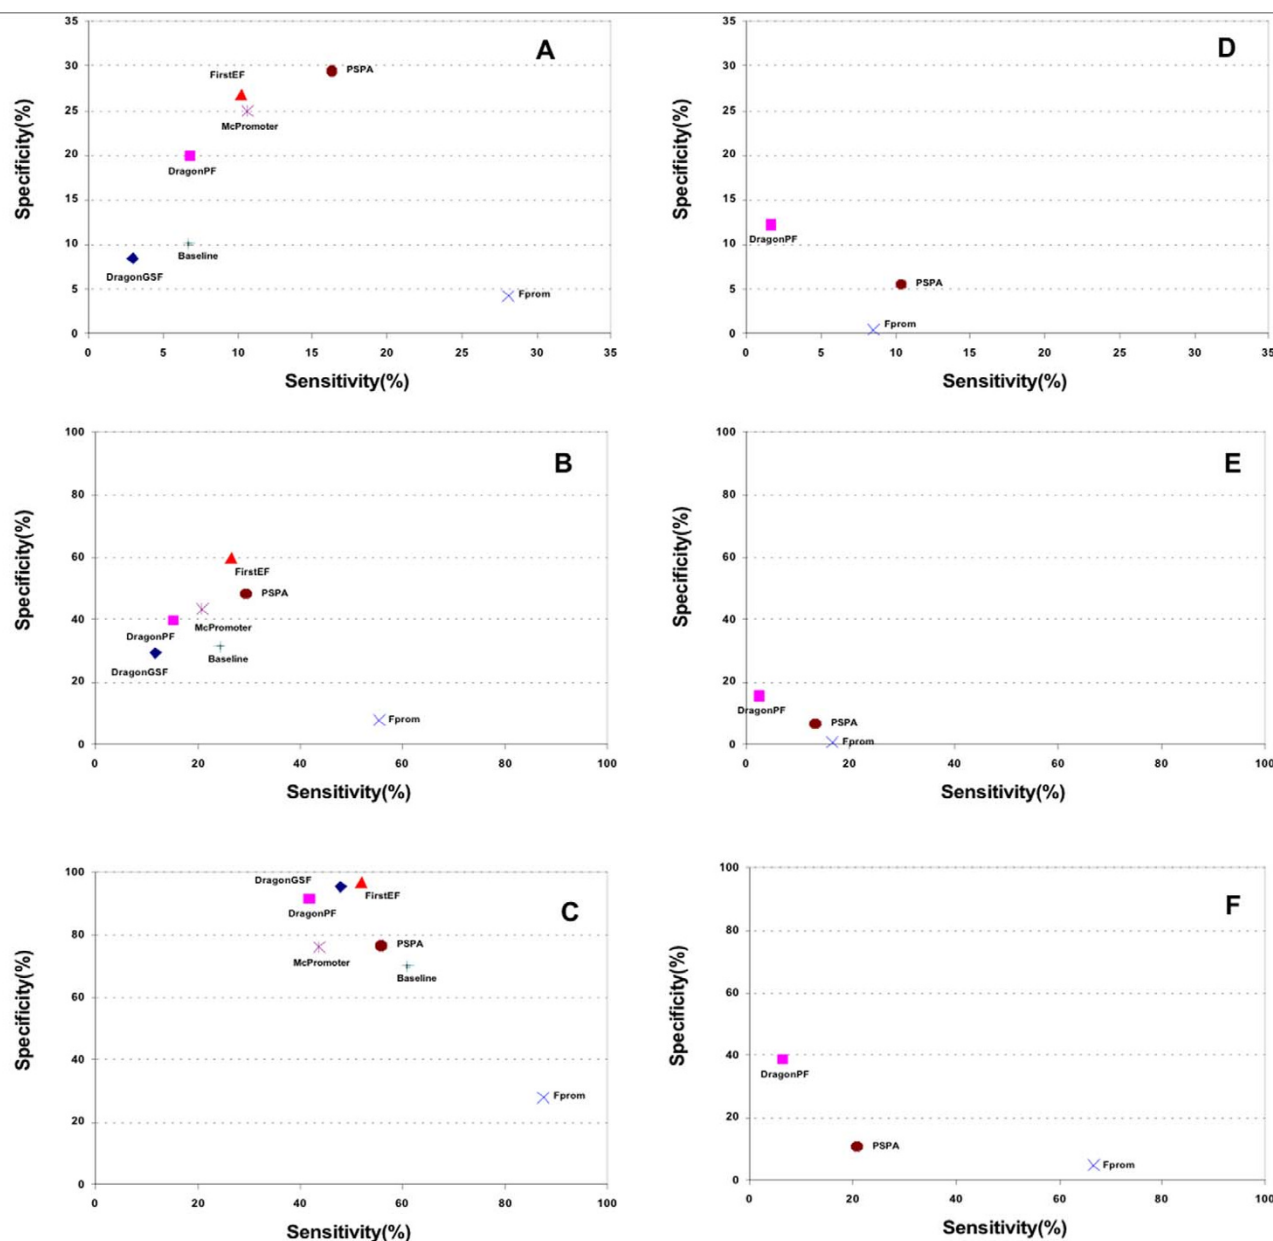 A
Specificity(%)
35
30
25
20
15
10
5
0
FirstEF
PSPA
McPromoter
DragonPF
Baseline
DragonGSF
Fprom
0 5 10 15 20 25 30 35
Sensitivity(%)
D
Specificity(%)
35
30
25
20
15
10
5
0
DragonPF
PSPA
Fprom
0 5 10 15 20 25 30 35
Sensitivity(%)
B
Specificity(%)
100
80
60
40
20
0
FirstEF
PSPA
McPromoter
DragonPF
Baseline
DragonGSF
Fprom
0 20 40 60 80 100
Sensitivity(%)
E
Specificity(%)
100
80
60
40
20
0
DragonPF
PSPA
Fprom
0 20 40 60 80 100
Sensitivity(%)
C
Specificity(%)
100
80
60
40
20
0
DragonGSF
FirstEF
DragonPF
PSPA
McPromoter
Baseline
Fprom
0 20 40 60 80 100
Sensitivity(%)
F
Specificity(%)
100
80
60
40
20
0
DragonPF
PSPA
Fprom
0 20 40 60 80 100
Sensitivity(%)